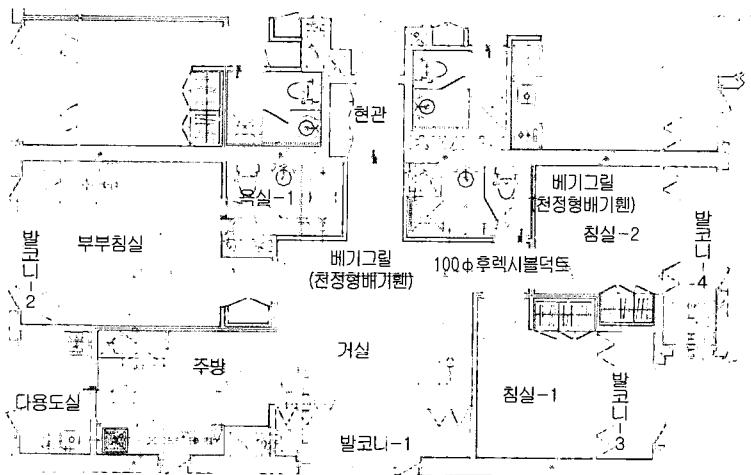 현관
욕실-1
베기그릴
(천정형배기휀)
침실-2
발코니-4
발코니-2
부부침실
베기그릴
(천정형배기휀)
100φ후렉시볼덕트
거실
주방
침실-1
발코니-3
다용도실
발코니-1